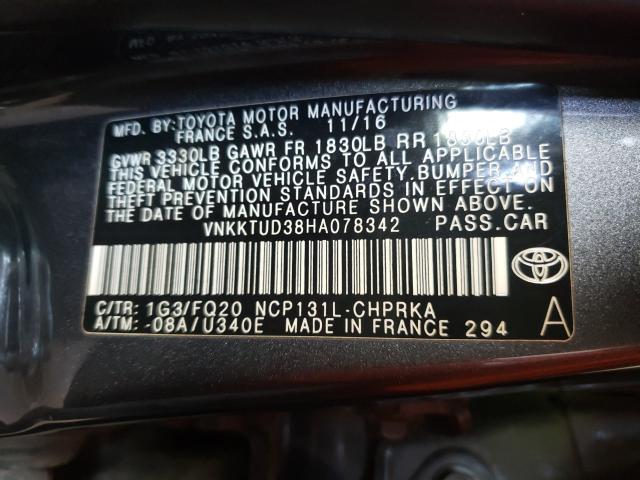 MFD. BY:TOYOTA MOTOR MANUFACTURING
FRANCE S.A.S. 11/16
GVWR 3330LB GAWR FR 1830LB RR
THIS VEHICLE CONFORMS TO ALL APPLICABLE
FEDERAL MOTOR VEHICLE SAFETY,BUMPER,AND
THEFT PREVENTION STANDARDS IN EFFECT ON
THE DATE OF MANUFACTURE SHOWN ABOVE.
VNKKTUD38HA078342 PASS.CAR
C/TR: 1G3/FQ20 NCP131L-CHPRKA
A/TM: -08A/U340E MADE IN FRANCE 294 A